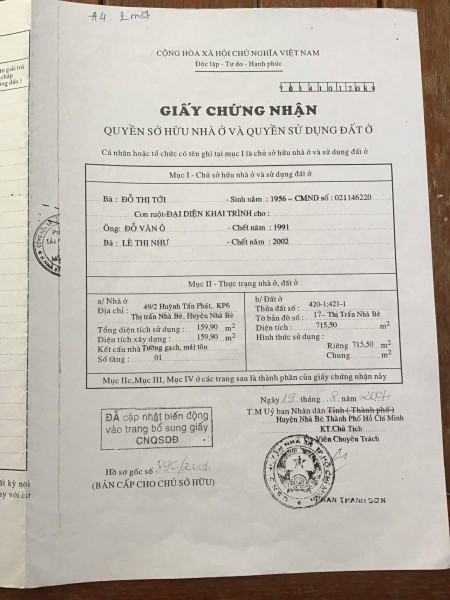 A4 2 mặt
CỘNG HÒA XÃ HỘI CHỦ NGHĨA VIỆT NAM
Độc lập - Tự do - Hạnh phúc
GIẤY CHỨNG NHẬN
QUYỀN SỞ HỮU NHÀ Ở VÀ QUYỀN SỬ DỤNG ĐẤT Ở
Cá nhân hoặc tổ chức có tên ghi tại mục I là chủ sở hữu nhà ở và sử dụng đất ở
Mục I - Chủ sở hữu nhà ở và sử dụng đất ở
Bà : ĐỖ THỊ TỚI - Sinh năm : 1956 – CMND số : 021146220
Con ruột-ĐẠI DIỆN KHAI TRÌNH cho :
Ông: ĐỖ VĂN Ô - Chết năm : 1991
Bà : LÊ THỊ NHƯ - Chết năm : 2002
Mục II - Thực trạng nhà ở, đất ở
a/ Nhà ở
Địa chỉ : 49/2 Huỳnh Tấn Phát, KP6
Thị trấn Nhà Bè, Huyện Nhà Bè
Tổng diện tích sử dụng : 159,90 m2
Diện tích xây dựng : 159,90 m2
Kết cấu nhà Tường gạch, mái tôn
Số tầng : 01
b/ Đất ở
Thửa đất số : 420-1;421-1
Tờ bản đồ số : 17– Thị Trấn Nhà Bè
Diện tích : 715,50 m2
Hình thức sử dụng :
Riêng 715,50 m2
Chung m2
Mục IIc,Mục III, Mục IV ở các trang sau là thành phần của giấy chứng nhận này
Ngày 19 tháng 8 năm 2004
T.M Uỷ ban Nhân dân Tỉnh ( Thành phố )
Huyện Nhà Bè Thành Phố Hồ Chí Minh
KT.Chủ Tịch
Viên Chuyên Trách
ĐÃ cập nhật biến động
vào trang bổ sung giấy
CNQSDĐ
Hồ sơ gốc số
(BẢN CẤP CHO CHỦ SỞ HỮU)
PHAN THANH SƠN